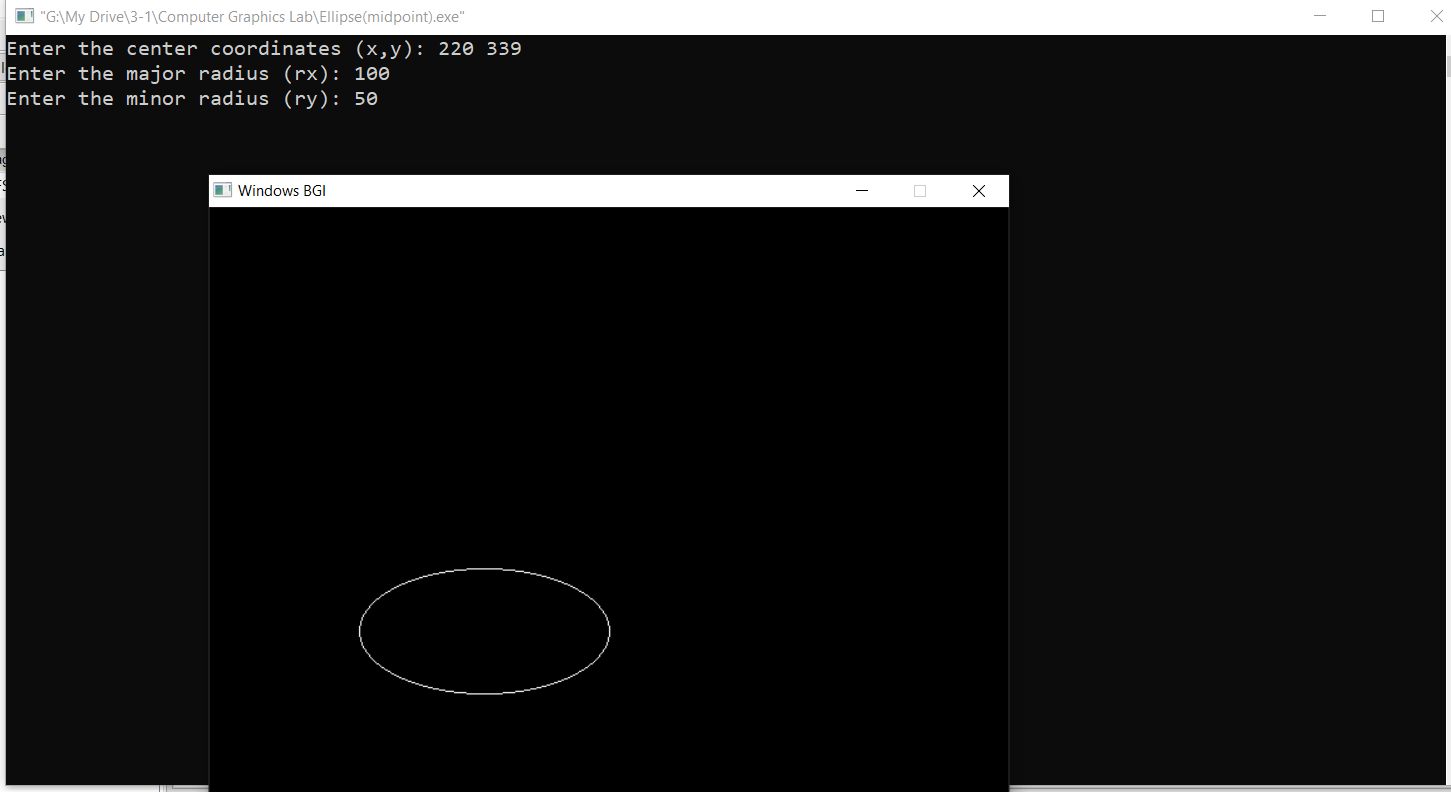 "G:\My Drive\3-1\Computer Graphics Lab\Ellipse(midpoint).exe"
Enter the center coordinates (x,y): 220 339
Enter the major radius (rx): 100
Enter the minor radius (ry): 50
Windows BGI